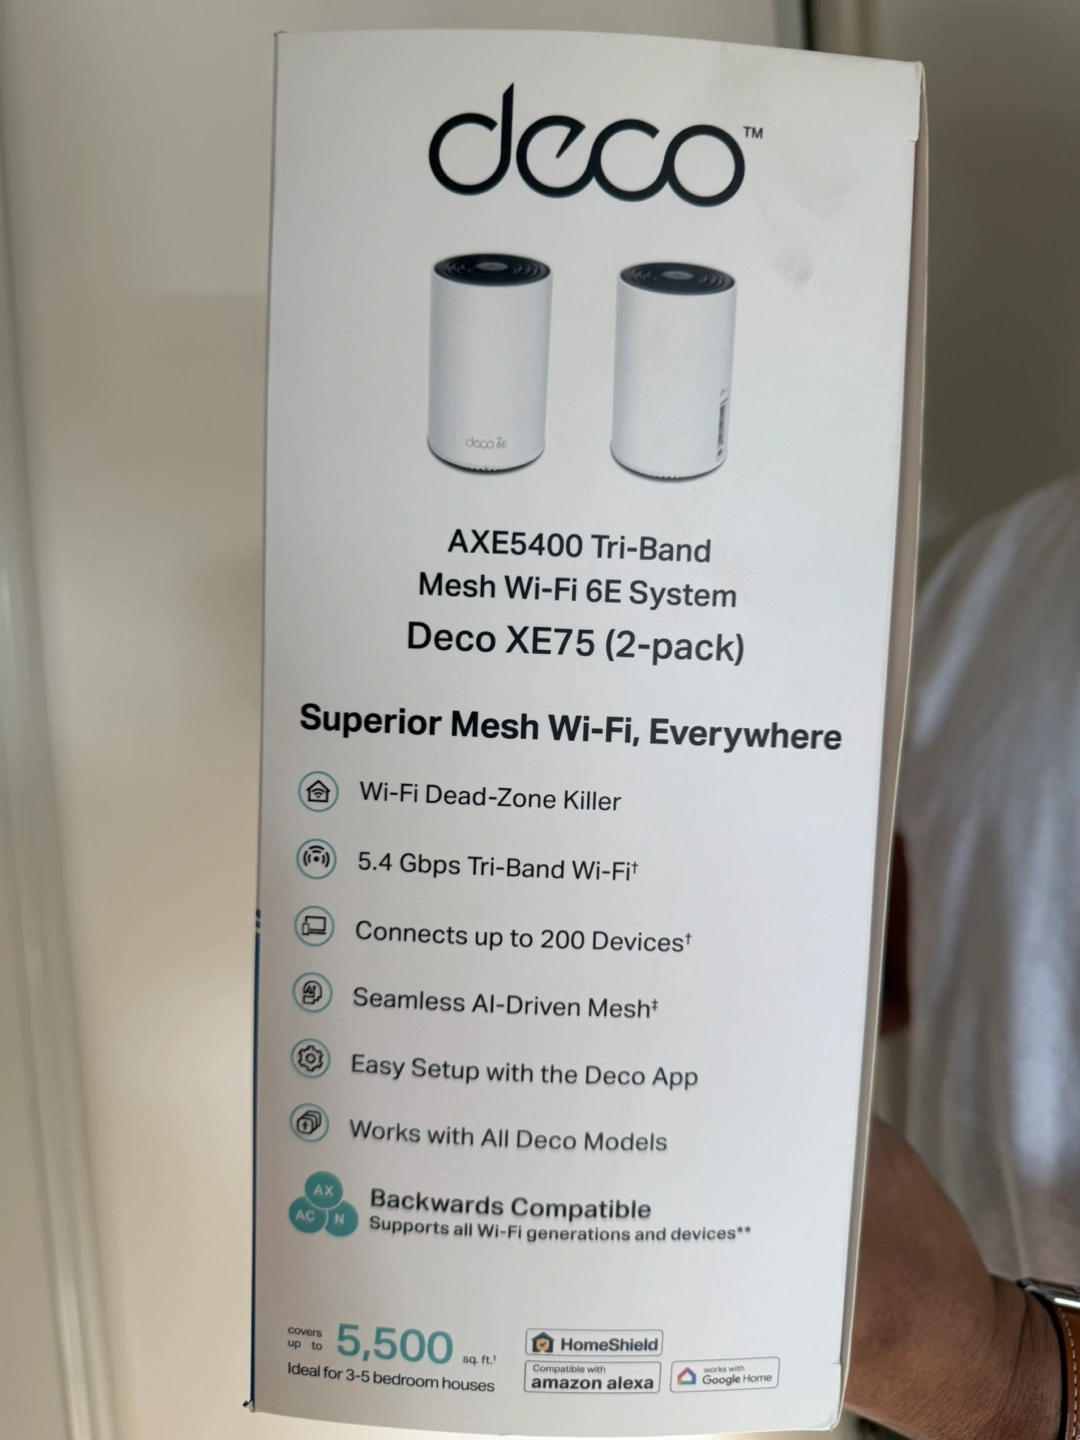 deco™
deco 6E
AXE5400 Tri-Band
Mesh Wi-Fi 6E System
Deco XE75 (2-pack)
Superior Mesh Wi-Fi, Everywhere
Wi-Fi Dead-Zone Killer
5.4 Gbps Tri-Band Wi-Fi†
Connects up to 200 Devices†
AI
Seamless AI-Driven Mesh‡
Easy Setup with the Deco App
Works with All Deco Models
AX
AC N
Backwards Compatible
Supports all Wi-Fi generations and devices**
covers
up to
5,500 sq. ft.†
Ideal for 3-5 bedroom houses
HomeShield
Compatible with
amazon alexa
works with
Google Home